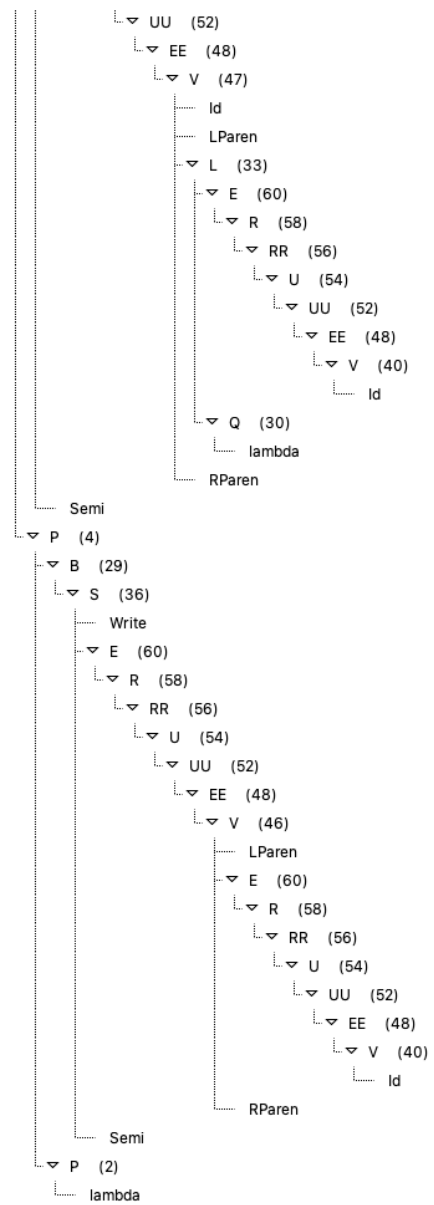 UU (52)
EE (48)
V (47)
Id
LParen
L (33)
E (60)
R (58)
RR (56)
U (54)
UU (52)
EE (48)
V (40)
Id
Q (30)
lambda
RParen
Semi
P (4)
B (29)
S (36)
Write
E (60)
R (58)
RR (56)
U (54)
UU (52)
EE (48)
V (46)
LParen
E (60)
R (58)
RR (56)
U (54)
UU (52)
EE (48)
V (40)
Id
RParen
Semi
P (2)
lambda